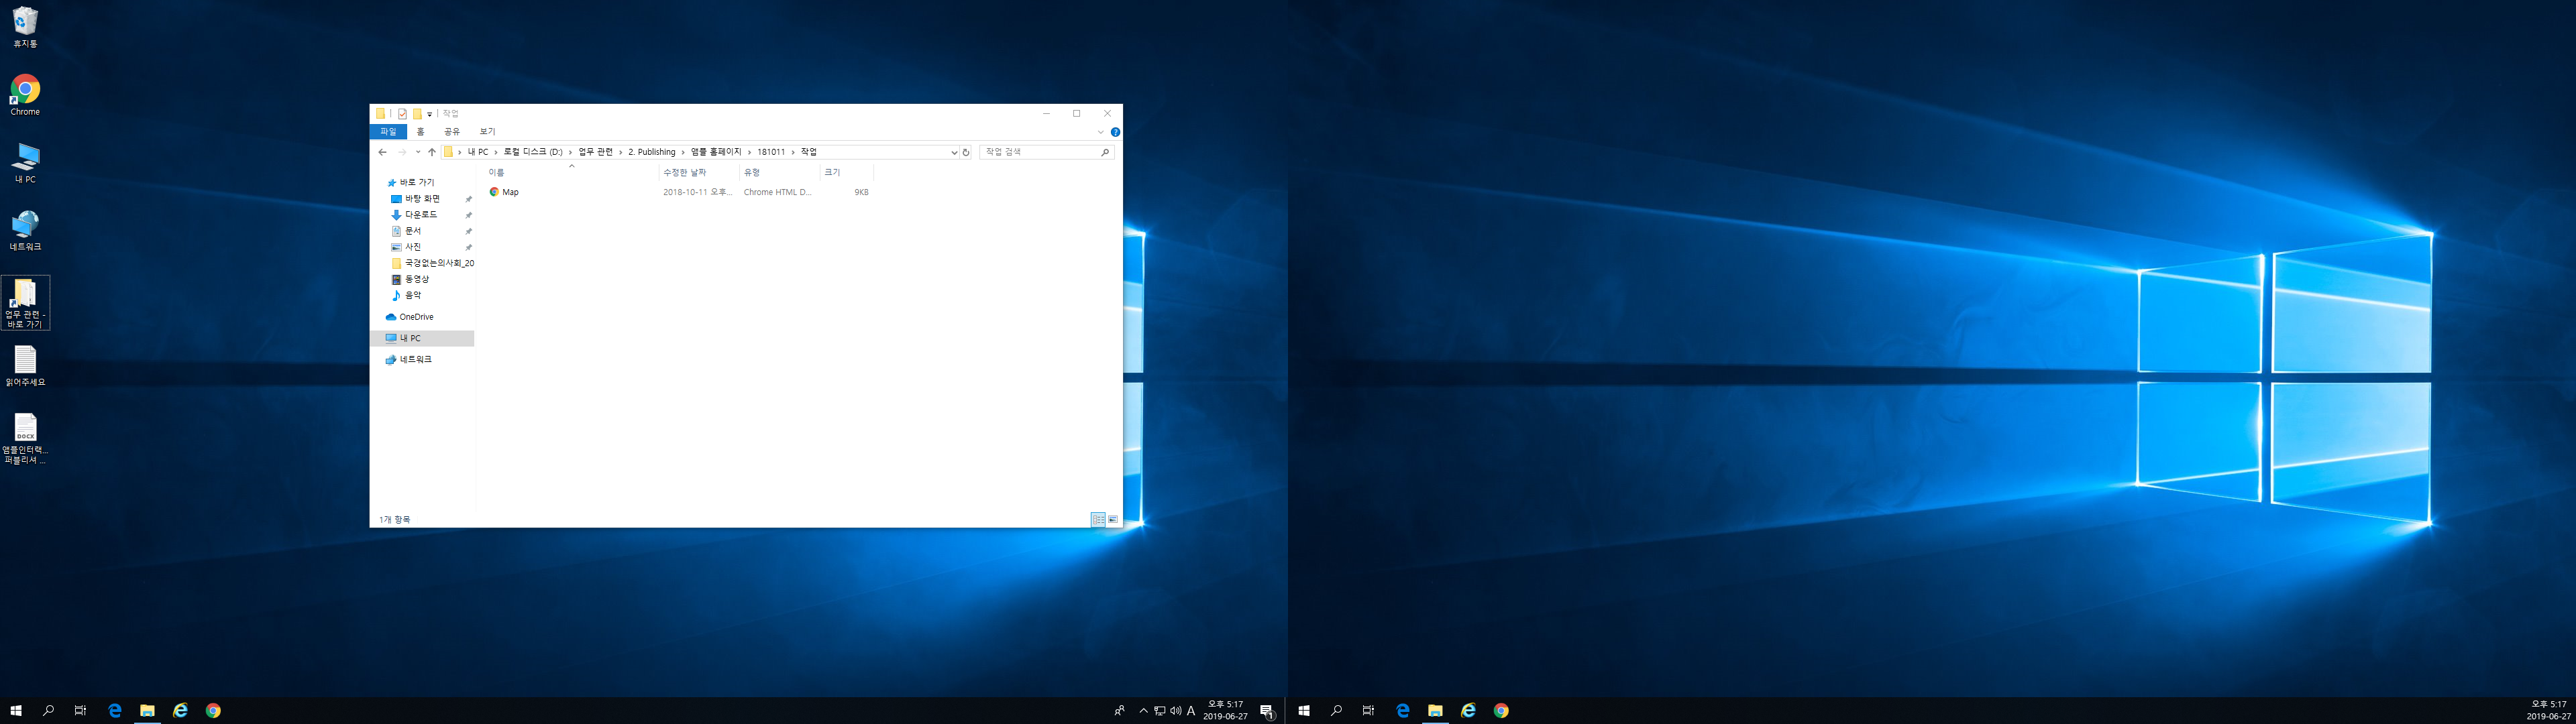 휴지통
Chrome
내 PC
네트워크
업무 관련 -
바로 가기
읽어주세요
DOCX
앰플인터랙...
퍼블리셔 ...
작업
파일 홈 공유 보기
내 PC › 로컬 디스크 (D:) › 업무 관련 › 2. Publishing › 앰플 홈페이지 › 181011 › 작업
작업 검색
이름 수정한 날짜 유형 크기
Map 2018-10-11 오후... Chrome HTML D... 9KB
바로 가기
바탕 화면
다운로드
문서
사진
국경없는의사회_20
동영상
음악
OneDrive
내 PC
네트워크
1개 항목
A
오후 5:17
2019-06-27
1
오후 5:17
2019-06-27